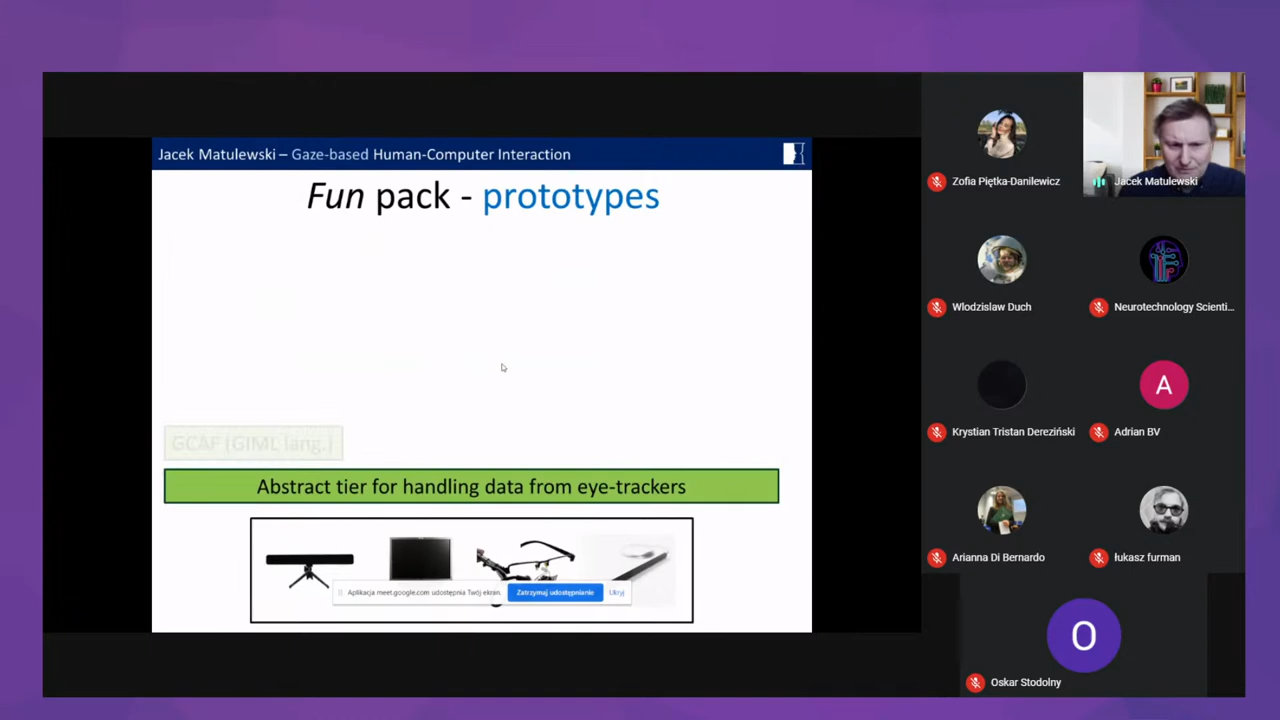 Jacek Matulewski – Gaze-based Human-Computer Interaction
Fun pack - prototypes
GCAF (GIML lang.)
Abstract tier for handling data from eye-trackers
Aplikacja meet.google.com udostępnia Twój ekran.
Zatrzymaj udostępnianie
Ukryj
Zofia Piętka-Danilewicz
Jacek Matulewski
Wlodzislaw Duch
Neurotechnology Scienti...
Krystian Tristan Dereziński
A
Adrian BV
Arianna Di Bernardo
łukasz furman
O
Oskar Stodolny